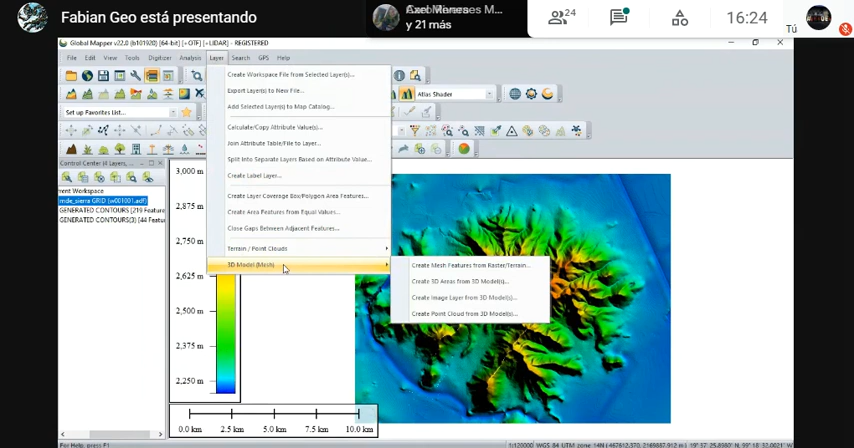 Fabian Geo está presentando
y 21 más
24
16:24
Tú
Global Mapper v22.0 (b101920) [64-bit] [+OTF] [+LIDAR] - REGISTERED
File Edit View Tools Digitizer Analysis Layer Search GPS Help
Atlas Shader
Set up Favorites List...
Control Center (4 Layers, ...
rent Workspace
mde_sierra GRID (w001001.adf)
GENERATED CONTOURS [219 Feature
GENERATED CONTOURS(3) [44 Featu
Create Workspace File from Selected Layer(s)...
Export Layer(s) to New File...
Add Selected Layer(s) to Map Catalog...
Calculate/Copy Attribute Value(s)...
Join Attribute Table/File to Layer...
Split Into Separate Layers Based on Attribute Value...
Create Label Layer...
Create Layer Coverage Box/Polygon Area Features...
Create Area Features from Equal Values...
Close Gaps Between Adjacent Features...
Terrain / Point Clouds
3D Model (Mesh)
Create Mesh Features from Raster/Terrain...
Create 3D Areas from 3D Model(s)...
Create Image Layer from 3D Model(s)...
Create Point Cloud from 3D Model(s)...
3,000 m
2,875 m
2,750 m
2,625 m
2,500 m
2,375 m
2,250 m
0.0 km 2.5 km 5.0 km 7.5 km 10.0 km
For Help, press F1